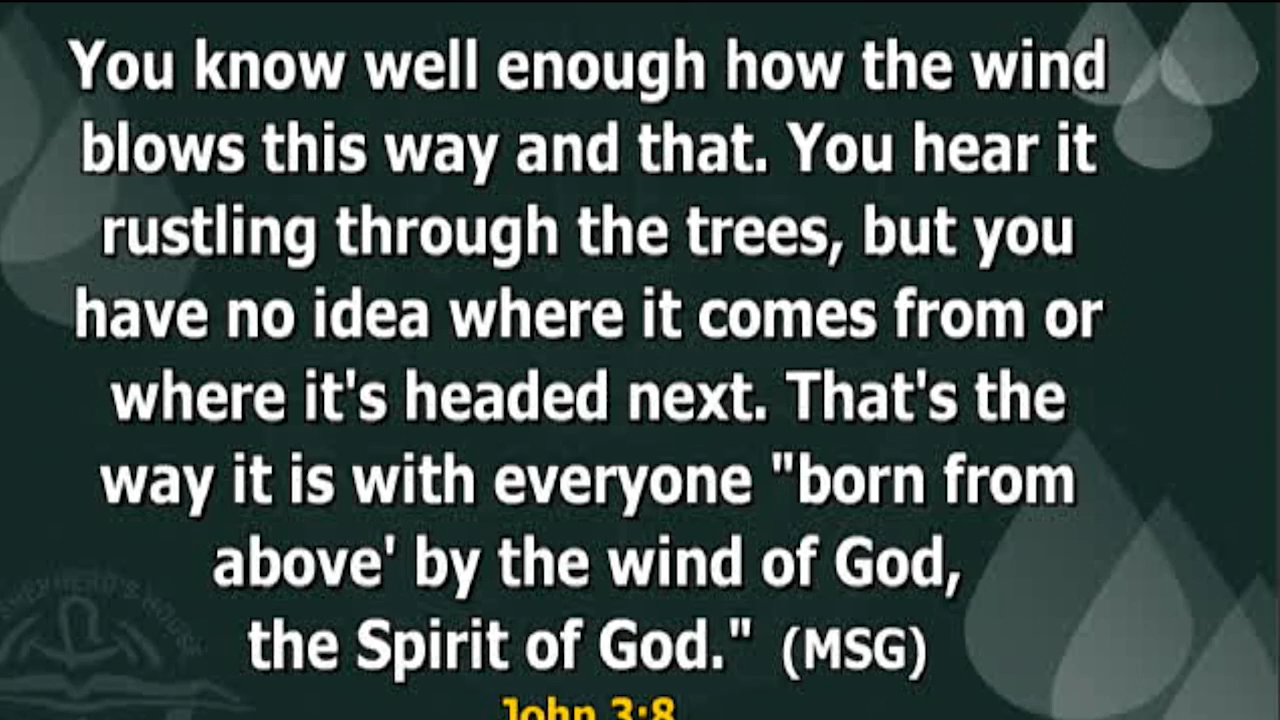 You know well enough how the wind
blows this way and that. You hear it
rustling through the trees, but you
have no idea where it comes from or
where it's headed next. That's the
way it is with everyone "born from
above' by the wind of God,
the Spirit of God." (MSG)
John 3:8
SHEPHERD'S HOUSE